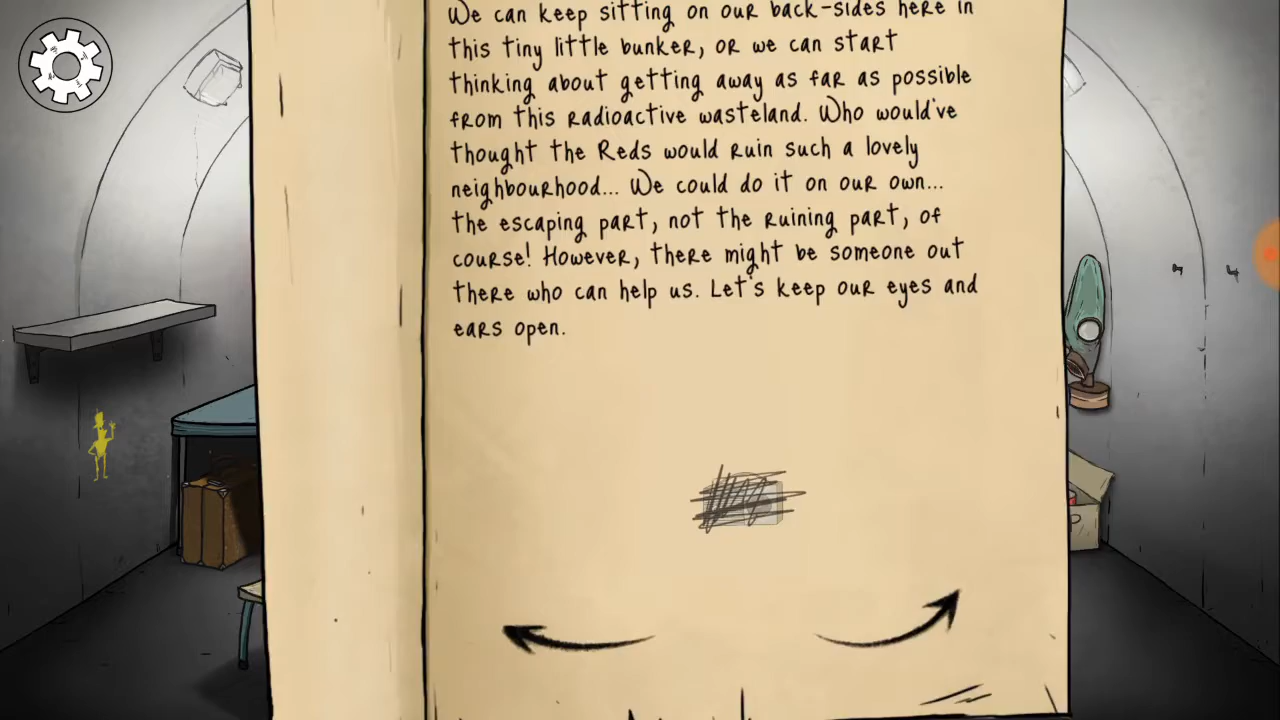 We can keep sitting on our back-sides here in
this tiny little bunker, or we can start
thinking about getting away as far as possible
from this radioactive wasteland. Who would've
thought the Reds would ruin such a lovely
neighbourhood... We could do it on our own...
the escaping part, not the ruining part, of
course! However, there might be someone out
there who can help us. Let's keep our eyes and
ears open.